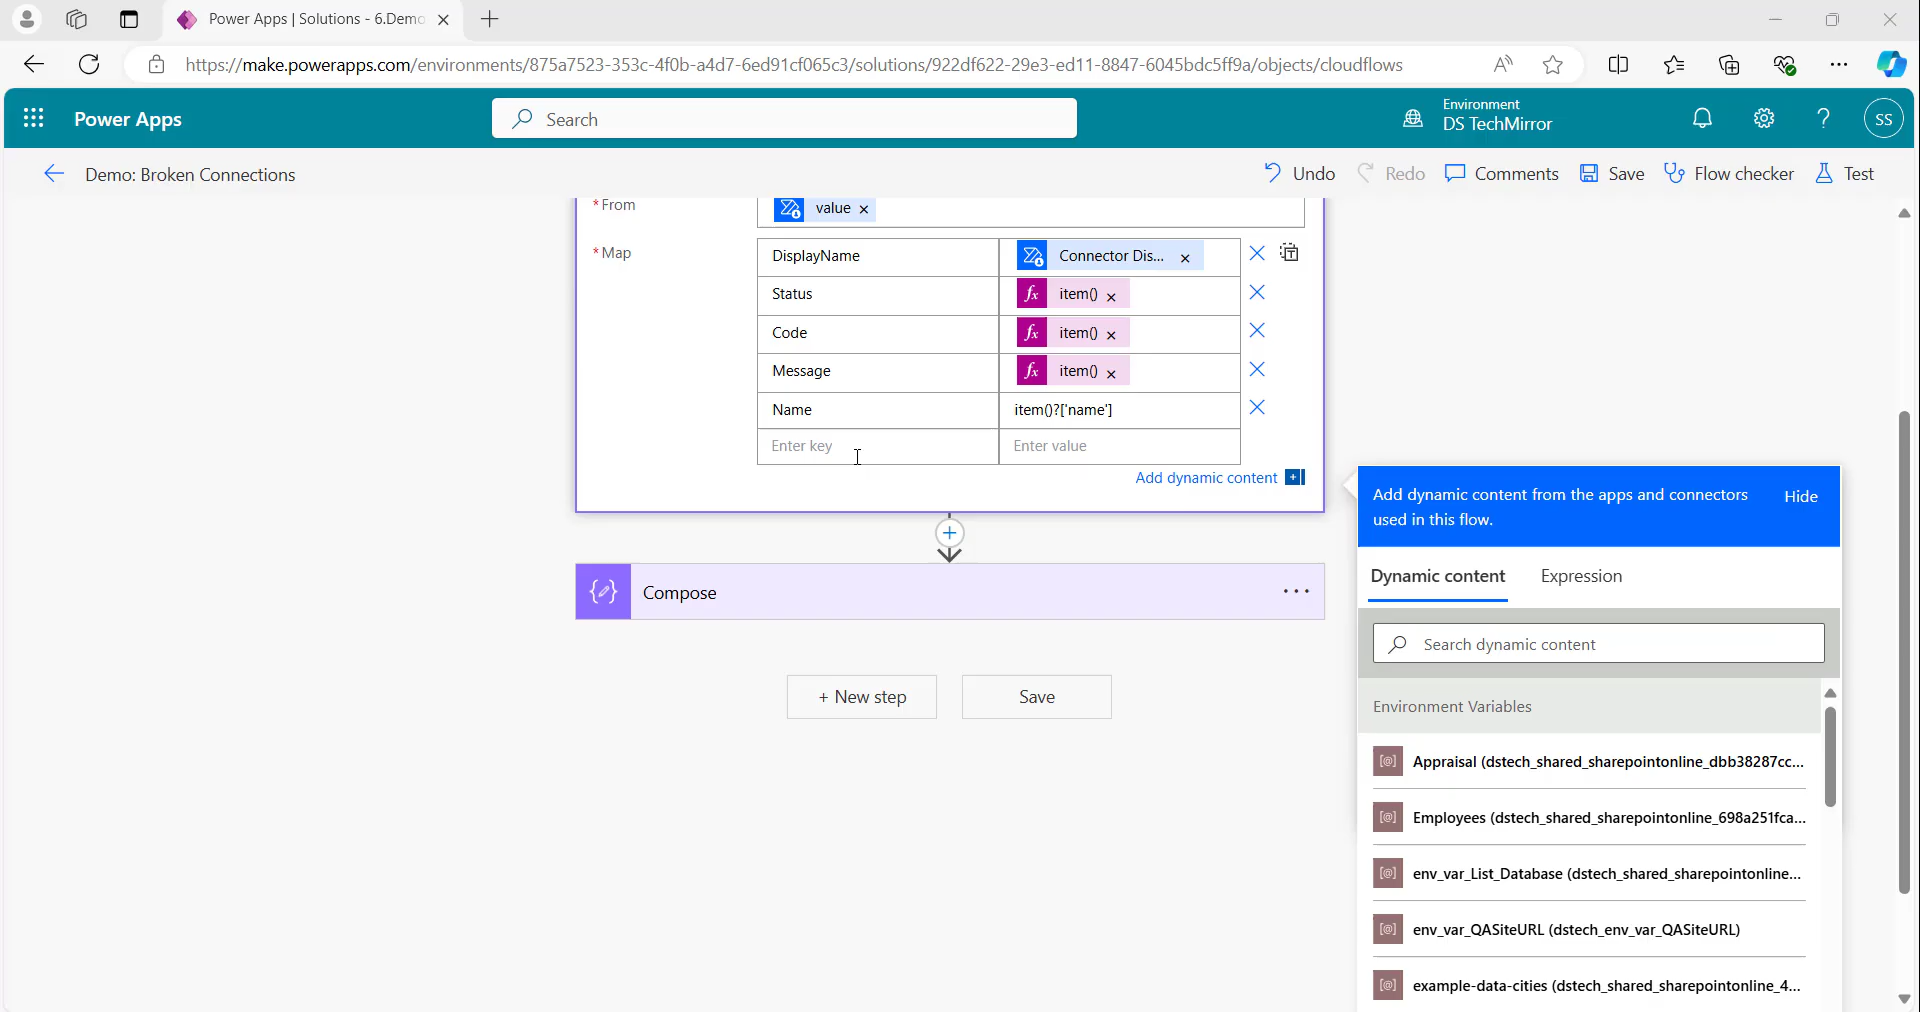 Power Apps | Solutions - 6.Demo
https://make.powerapps.com/environments/875a7523-353c-4f0b-a4d7-6ed91cf065c3/solutions/922df622-29e3-ed11-8847-6045bdc5ff9a/objects/cloudflows
Power Apps
Search
Environment
DS TechMirror
SS
Demo: Broken Connections
Undo
Redo
Comments
Save
Flow checker
Test
* From
value
* Map
DisplayName
Connector Dis...
Status
fx item()
Code
fx item()
Message
fx item()
Name
item()?['name']
Enter key
Enter value
Add dynamic content
Compose
+ New step
Save
Add dynamic content from the apps and connectors
used in this flow.
Hide
Dynamic content
Expression
Search dynamic content
Environment Variables
[@] Appraisal (dstech_shared_sharepointonline_dbb38287cc...
[@] Employees (dstech_shared_sharepointonline_698a251fca...
[@] env_var_List_Database (dstech_shared_sharepointonline...
[@] env_var_QASiteURL (dstech_env_var_QASiteURL)
[@] example-data-cities (dstech_shared_sharepointonline_4...